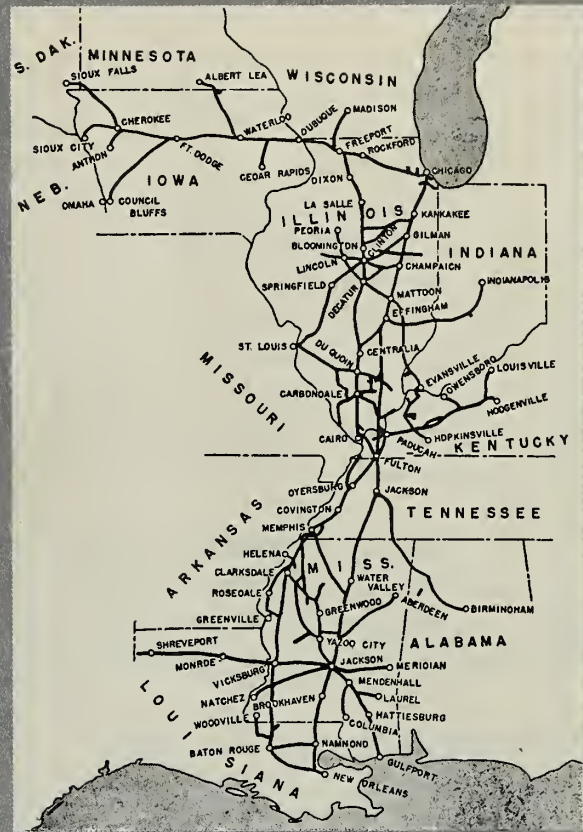 S. DAK.
MINNESOTA
SIOUX FALLS
ALBERT LEA
WISCONSIN
CHEROKEE
WATERLOO
DUBUQUE
MADISON
FREEPORT
ROCKFORD
SIOUX CITY
ANTHON
FT. DODGE
CEDAR RAPIDS
DIXON
CHICAGO
NEB.
IOWA
OMAHA
COUNCIL
BLUFFS
LA SALLE
ILLINOIS
KANKAKEE
PEORIA
BLOOMINGTON
CLINTON
GILMAN
INDIANA
LINCOLN
CHAMPAICH
SPRINGFIELD
DECATUR
MATTOON
INDIANAPOLIS
EFFINGHAM
ST. LOUIS
DU QUOIN
CENTRALIA
MISSOURI
EVANSVILLE
OWENSBORO
LOUISVILLE
CARBONDALE
HODGENVILLE
CAIRO
PADUCAH
HOPKINSVILLE
KENTUCKY
FULTON
OYERSBURG
JACKSON
COVINGTON
TENNESSEE
MEMPHIS
ARKANSAS
HELENA
MISS.
CLARKSDALE
WATER
VALLEY
ROSEOALE
GREENWOOD
ABERDEEN
BIRMINGHAM
GREENVILLE
YAZOO CITY
ALABAMA
SHREVEPORT
MONROE
JACKSON
MERIDIAN
VICKSBURG
MENDENHALL
NATCHEZ
BROOKHAVEN
LAUREL
WOODVILLE
HATTIESBURG
COLUMBIA
LOUISIANA
BATON ROUGE
NAMMOND
GULFPORT
NEW ORLEANS